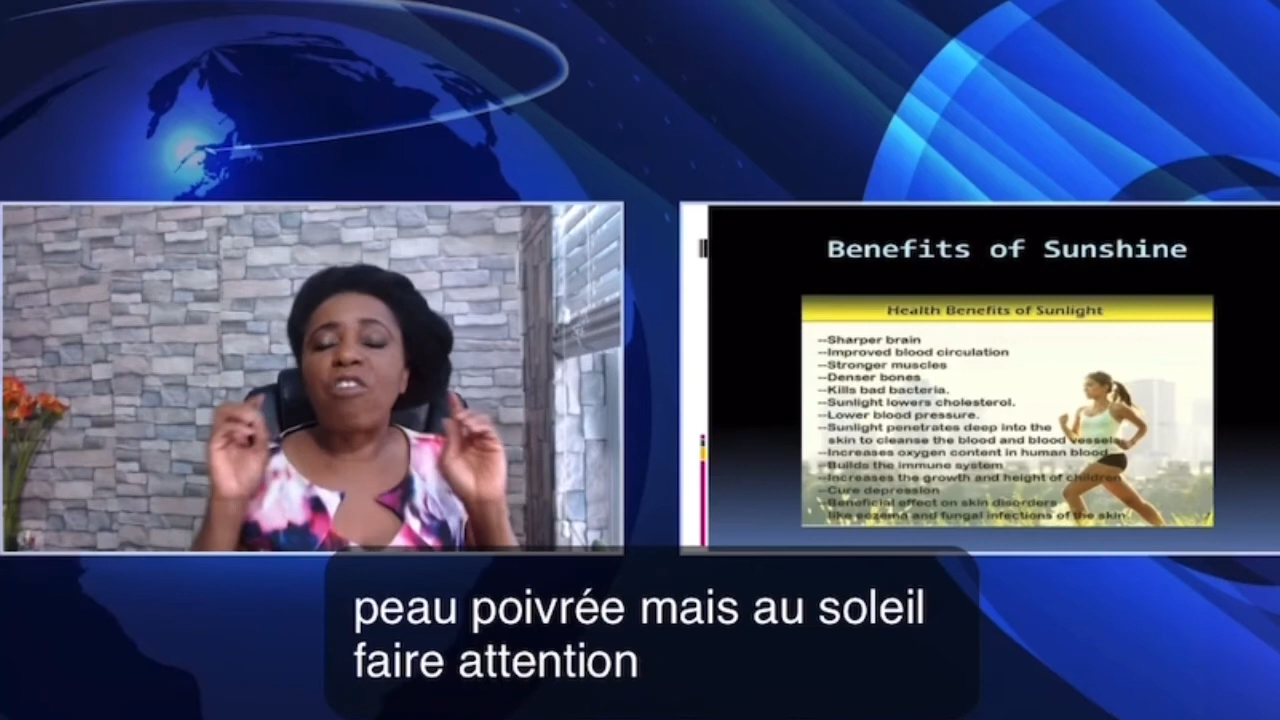 Benefits of Sunshine
Health Benefits of Sunlight
--Sharper brain
--Improved blood circulation
--Stronger muscles
--Denser bones
--Kills bad bacteria.
--Sunlight lowers cholesterol.
--Lower blood pressure.
--Sunlight penetrates deep into the
skin to cleanse the blood and blood vessels
--Increases oxygen content in human blood
--Builds the immune system
--Increases the growth and height of children
--Cure depression
--Beneficial effect on skin disorders
like eczema and fungal infections of the skin
peau poivrée mais au soleil
faire attention